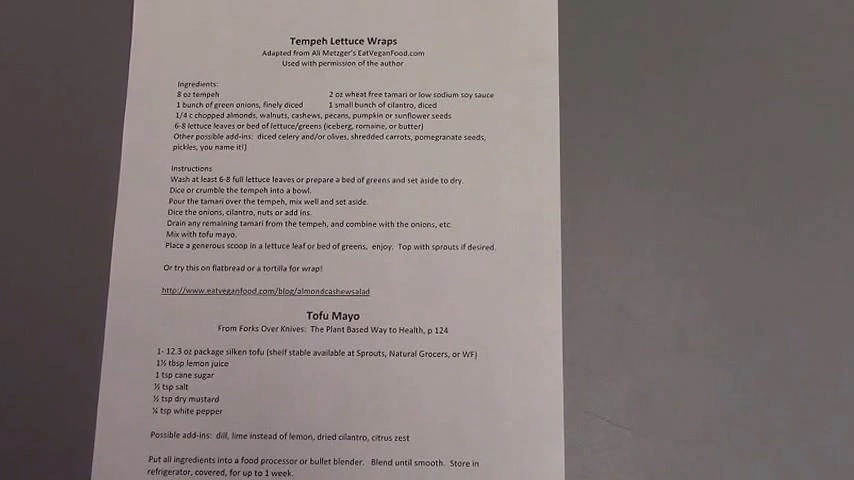 Tempeh Lettuce Wraps
Adapted from Ali Metzger's EatVeganFood.com
Used with permission of the author
Ingredients:
8 oz tempeh 2 oz wheat free tamari or low sodium soy sauce
1 bunch of green onions, finely diced 1 small bunch of cilantro, diced
1/4 c chopped almonds, walnuts, cashews, pecans, pumpkin or sunflower seeds
6-8 lettuce leaves or bed of lettuce/greens (iceberg, romaine, or butter)
Other possible add-ins: diced celery and/or olives, shredded carrots, pomegranate seeds,
pickles, you name it!)
Instructions
Wash at least 6-8 full lettuce leaves or prepare a bed of greens and set aside to dry.
Dice or crumble the tempeh into a bowl.
Pour the tamari over the tempeh, mix well and set aside.
Dice the onions, cilantro, nuts or add ins.
Drain any remaining tamari from the tempeh, and combine with the onions, etc.
Mix with tofu mayo.
Place a generous scoop in a lettuce leaf or bed of greens, enjoy. Top with sprouts if desired.
Or try this on flatbread or a tortilla for wrap!
http://www.eatveganfood.com/blog/almondcashewsalad
Tofu Mayo
From Forks Over Knives: The Plant Based Way to Health, p 124
1- 12.3 oz package silken tofu (shelf stable available at Sprouts, Natural Grocers, or WF)
1½ tbsp lemon juice
1 tsp cane sugar
½ tsp salt
½ tsp dry mustard
¼ tsp white pepper
Possible add-ins: dill, lime instead of lemon, dried cilantro, citrus zest
Put all ingredients into a food processor or bullet blender. Blend until smooth. Store in
refrigerator, covered, for up to 1 week.